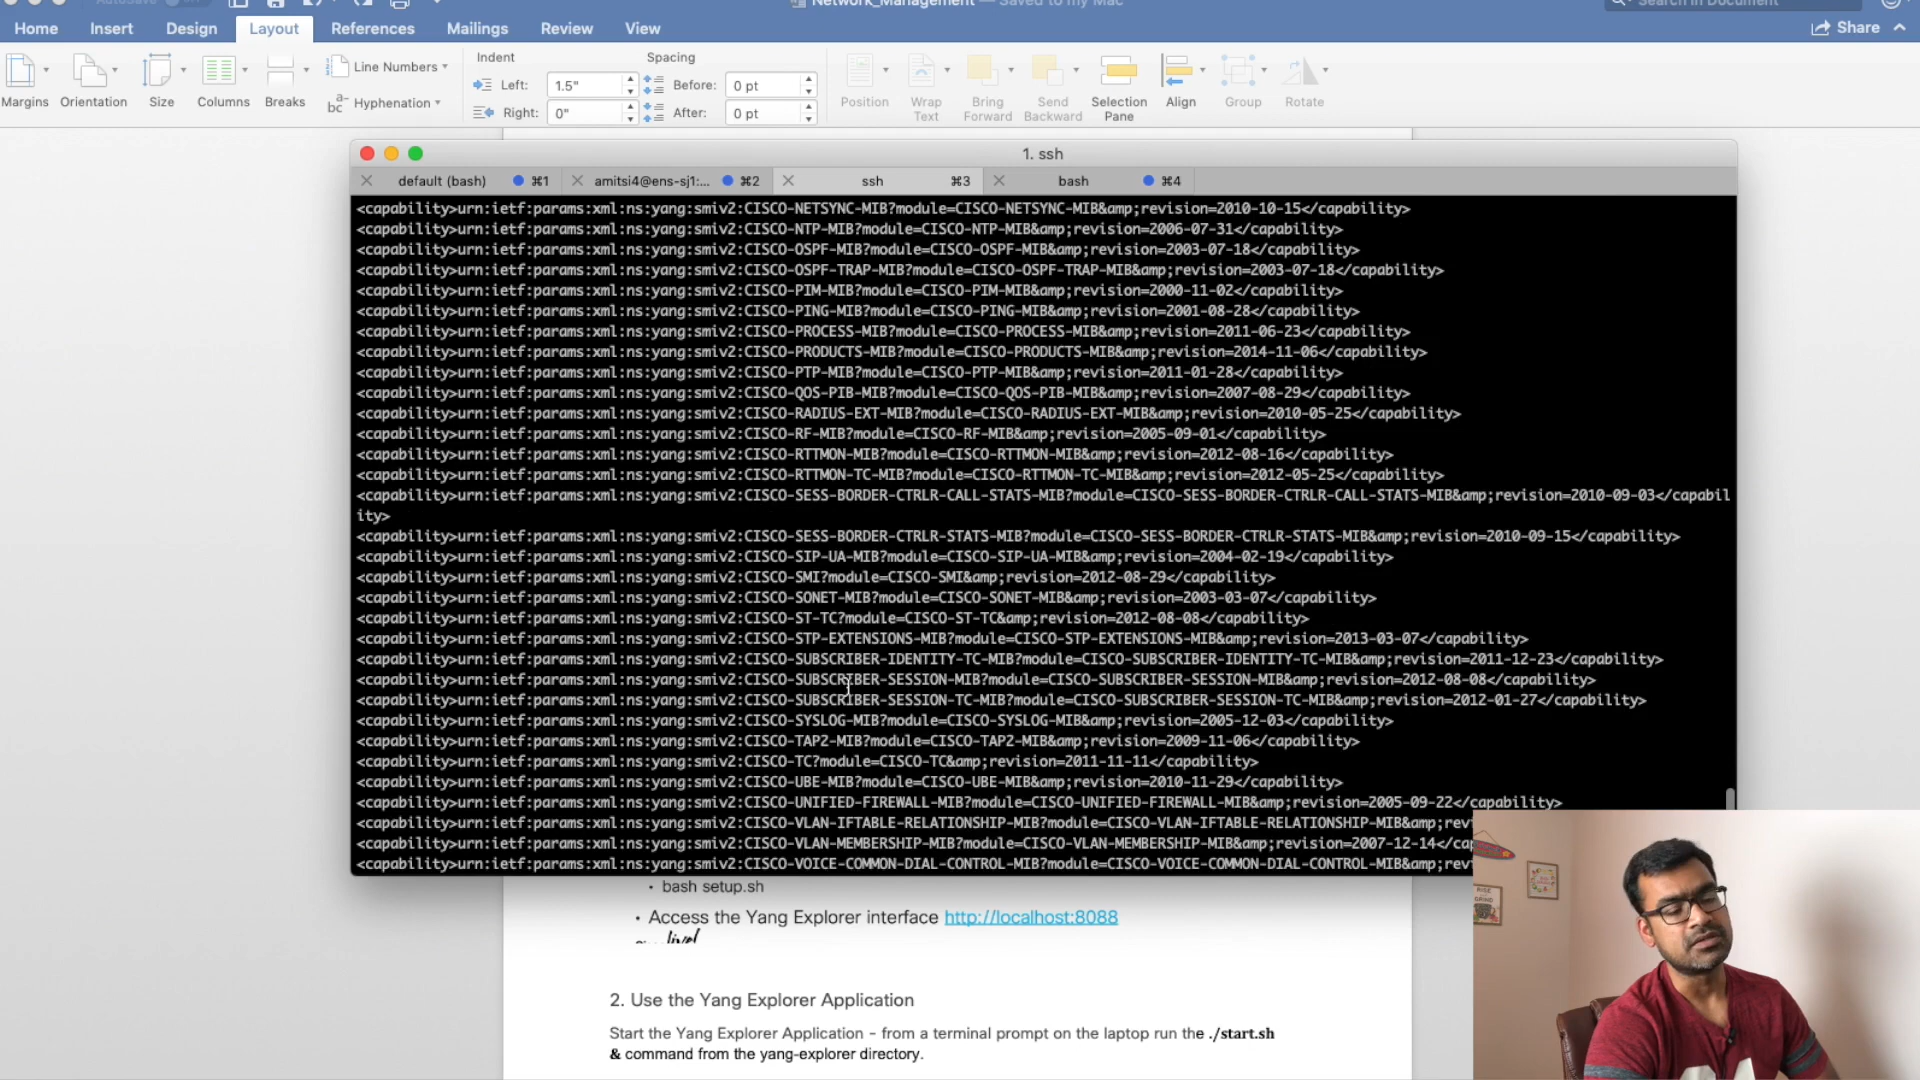 Network_Management — Saved to my Mac
Search in Document
Home Insert Design Layout References Mailings Review View
Share
Margins Orientation Size Columns Breaks
Line Numbers
Hyphenation
Indent
Left: 1.5"
Right: 0"
Spacing
Before: 0 pt
After: 0 pt
Position Wrap Text Bring Forward Send Backward Selection Pane Align Group Rotate
1. ssh
default (bash) ⌘1 amitsi4@ens-sj1:... ⌘2 ssh ⌘3 bash ⌘4
<capability>urn:ietf:params:xml:ns:yang:smiv2:CISCO-NETSYNC-MIB?module=CISCO-NETSYNC-MIB&amp;revision=2010-10-15</capability>
<capability>urn:ietf:params:xml:ns:yang:smiv2:CISCO-NTP-MIB?module=CISCO-NTP-MIB&amp;revision=2006-07-31</capability>
<capability>urn:ietf:params:xml:ns:yang:smiv2:CISCO-OSPF-MIB?module=CISCO-OSPF-MIB&amp;revision=2003-07-18</capability>
<capability>urn:ietf:params:xml:ns:yang:smiv2:CISCO-OSPF-TRAP-MIB?module=CISCO-OSPF-TRAP-MIB&amp;revision=2003-07-18</capability>
<capability>urn:ietf:params:xml:ns:yang:smiv2:CISCO-PIM-MIB?module=CISCO-PIM-MIB&amp;revision=2000-11-02</capability>
<capability>urn:ietf:params:xml:ns:yang:smiv2:CISCO-PING-MIB?module=CISCO-PING-MIB&amp;revision=2001-08-28</capability>
<capability>urn:ietf:params:xml:ns:yang:smiv2:CISCO-PROCESS-MIB?module=CISCO-PROCESS-MIB&amp;revision=2011-06-23</capability>
<capability>urn:ietf:params:xml:ns:yang:smiv2:CISCO-PRODUCTS-MIB?module=CISCO-PRODUCTS-MIB&amp;revision=2014-11-06</capability>
<capability>urn:ietf:params:xml:ns:yang:smiv2:CISCO-PTP-MIB?module=CISCO-PTP-MIB&amp;revision=2011-01-28</capability>
<capability>urn:ietf:params:xml:ns:yang:smiv2:CISCO-QOS-PIB-MIB?module=CISCO-QOS-PIB-MIB&amp;revision=2007-08-29</capability>
<capability>urn:ietf:params:xml:ns:yang:smiv2:CISCO-RADIUS-EXT-MIB?module=CISCO-RADIUS-EXT-MIB&amp;revision=2010-05-25</capability>
<capability>urn:ietf:params:xml:ns:yang:smiv2:CISCO-RF-MIB?module=CISCO-RF-MIB&amp;revision=2005-09-01</capability>
<capability>urn:ietf:params:xml:ns:yang:smiv2:CISCO-RTTMON-MIB?module=CISCO-RTTMON-MIB&amp;revision=2012-08-16</capability>
<capability>urn:ietf:params:xml:ns:yang:smiv2:CISCO-RTTMON-TC-MIB?module=CISCO-RTTMON-TC-MIB&amp;revision=2012-05-25</capability>
<capability>urn:ietf:params:xml:ns:yang:smiv2:CISCO-SESS-BORDER-CTRLR-CALL-STATS-MIB?module=CISCO-SESS-BORDER-CTRLR-CALL-STATS-MIB&amp;revision=2010-09-03</capabil
ity>
<capability>urn:ietf:params:xml:ns:yang:smiv2:CISCO-SESS-BORDER-CTRLR-STATS-MIB?module=CISCO-SESS-BORDER-CTRLR-STATS-MIB&amp;revision=2010-09-15</capability>
<capability>urn:ietf:params:xml:ns:yang:smiv2:CISCO-SIP-UA-MIB?module=CISCO-SIP-UA-MIB&amp;revision=2004-02-19</capability>
<capability>urn:ietf:params:xml:ns:yang:smiv2:CISCO-SMI?module=CISCO-SMI&amp;revision=2012-08-29</capability>
<capability>urn:ietf:params:xml:ns:yang:smiv2:CISCO-SONET-MIB?module=CISCO-SONET-MIB&amp;revision=2003-03-07</capability>
<capability>urn:ietf:params:xml:ns:yang:smiv2:CISCO-ST-TC?module=CISCO-ST-TC&amp;revision=2012-08-08</capability>
<capability>urn:ietf:params:xml:ns:yang:smiv2:CISCO-STP-EXTENSIONS-MIB?module=CISCO-STP-EXTENSIONS-MIB&amp;revision=2013-03-07</capability>
<capability>urn:ietf:params:xml:ns:yang:smiv2:CISCO-SUBSCRIBER-IDENTITY-TC-MIB?module=CISCO-SUBSCRIBER-IDENTITY-TC-MIB&amp;revision=2011-12-23</capability>
<capability>urn:ietf:params:xml:ns:yang:smiv2:CISCO-SUBSCRIBER-SESSION-MIB?module=CISCO-SUBSCRIBER-SESSION-MIB&amp;revision=2012-08-08</capability>
<capability>urn:ietf:params:xml:ns:yang:smiv2:CISCO-SUBSCRIBER-SESSION-TC-MIB?module=CISCO-SUBSCRIBER-SESSION-TC-MIB&amp;revision=2012-01-27</capability>
<capability>urn:ietf:params:xml:ns:yang:smiv2:CISCO-SYSLOG-MIB?module=CISCO-SYSLOG-MIB&amp;revision=2005-12-03</capability>
<capability>urn:ietf:params:xml:ns:yang:smiv2:CISCO-TAP2-MIB?module=CISCO-TAP2-MIB&amp;revision=2009-11-06</capability>
<capability>urn:ietf:params:xml:ns:yang:smiv2:CISCO-TC?module=CISCO-TC&amp;revision=2011-11-11</capability>
<capability>urn:ietf:params:xml:ns:yang:smiv2:CISCO-UBE-MIB?module=CISCO-UBE-MIB&amp;revision=2010-11-29</capability>
<capability>urn:ietf:params:xml:ns:yang:smiv2:CISCO-UNIFIED-FIREWALL-MIB?module=CISCO-UNIFIED-FIREWALL-MIB&amp;revision=2005-09-22</capability>
<capability>urn:ietf:params:xml:ns:yang:smiv2:CISCO-VLAN-IFTABLE-RELATIONSHIP-MIB?module=CISCO-VLAN-IFTABLE-RELATIONSHIP-MIB&amp;rev
<capability>urn:ietf:params:xml:ns:yang:smiv2:CISCO-VLAN-MEMBERSHIP-MIB?module=CISCO-VLAN-MEMBERSHIP-MIB&amp;revision=2007-12-14</cap
<capability>urn:ietf:params:xml:ns:yang:smiv2:CISCO-VOICE-COMMON-DIAL-CONTROL-MIB?module=CISCO-VOICE-COMMON-DIAL-CONTROL-MIB&amp;rev
• bash setup.sh
• Access the Yang Explorer interface http://localhost:8088
2. Use the Yang Explorer Application
Start the Yang Explorer Application - from a terminal prompt on the laptop run the ./start.sh
& command from the yang-explorer directory.
RISE
GRIND